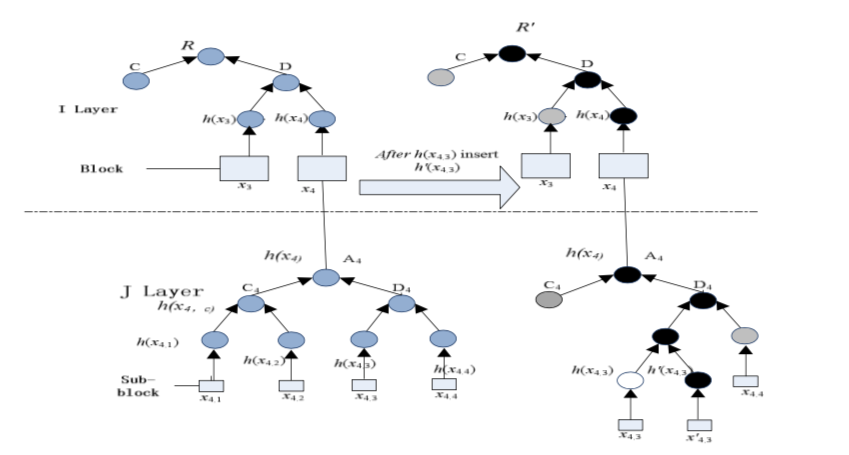 R
R'
C
D
C
D
I Layer
h(x3)
h(x4)
h(x3)
h(x4)
After h(x4.3) insert
h'(x4.3)
Block
x3
x4
x3
x4
h(x4)
A4
h(x4)
A4
J Layer
C4
D4
C4
D4
h(x4, c)
h(x4.1)
h(x4.2)
h(x4.3)
h(x4.4)
h(x4.3)
h'(x4.3)
Sub-
block
x4.1
x4.2
x4.3
x4.4
x4.4
x4.3
x'4.3